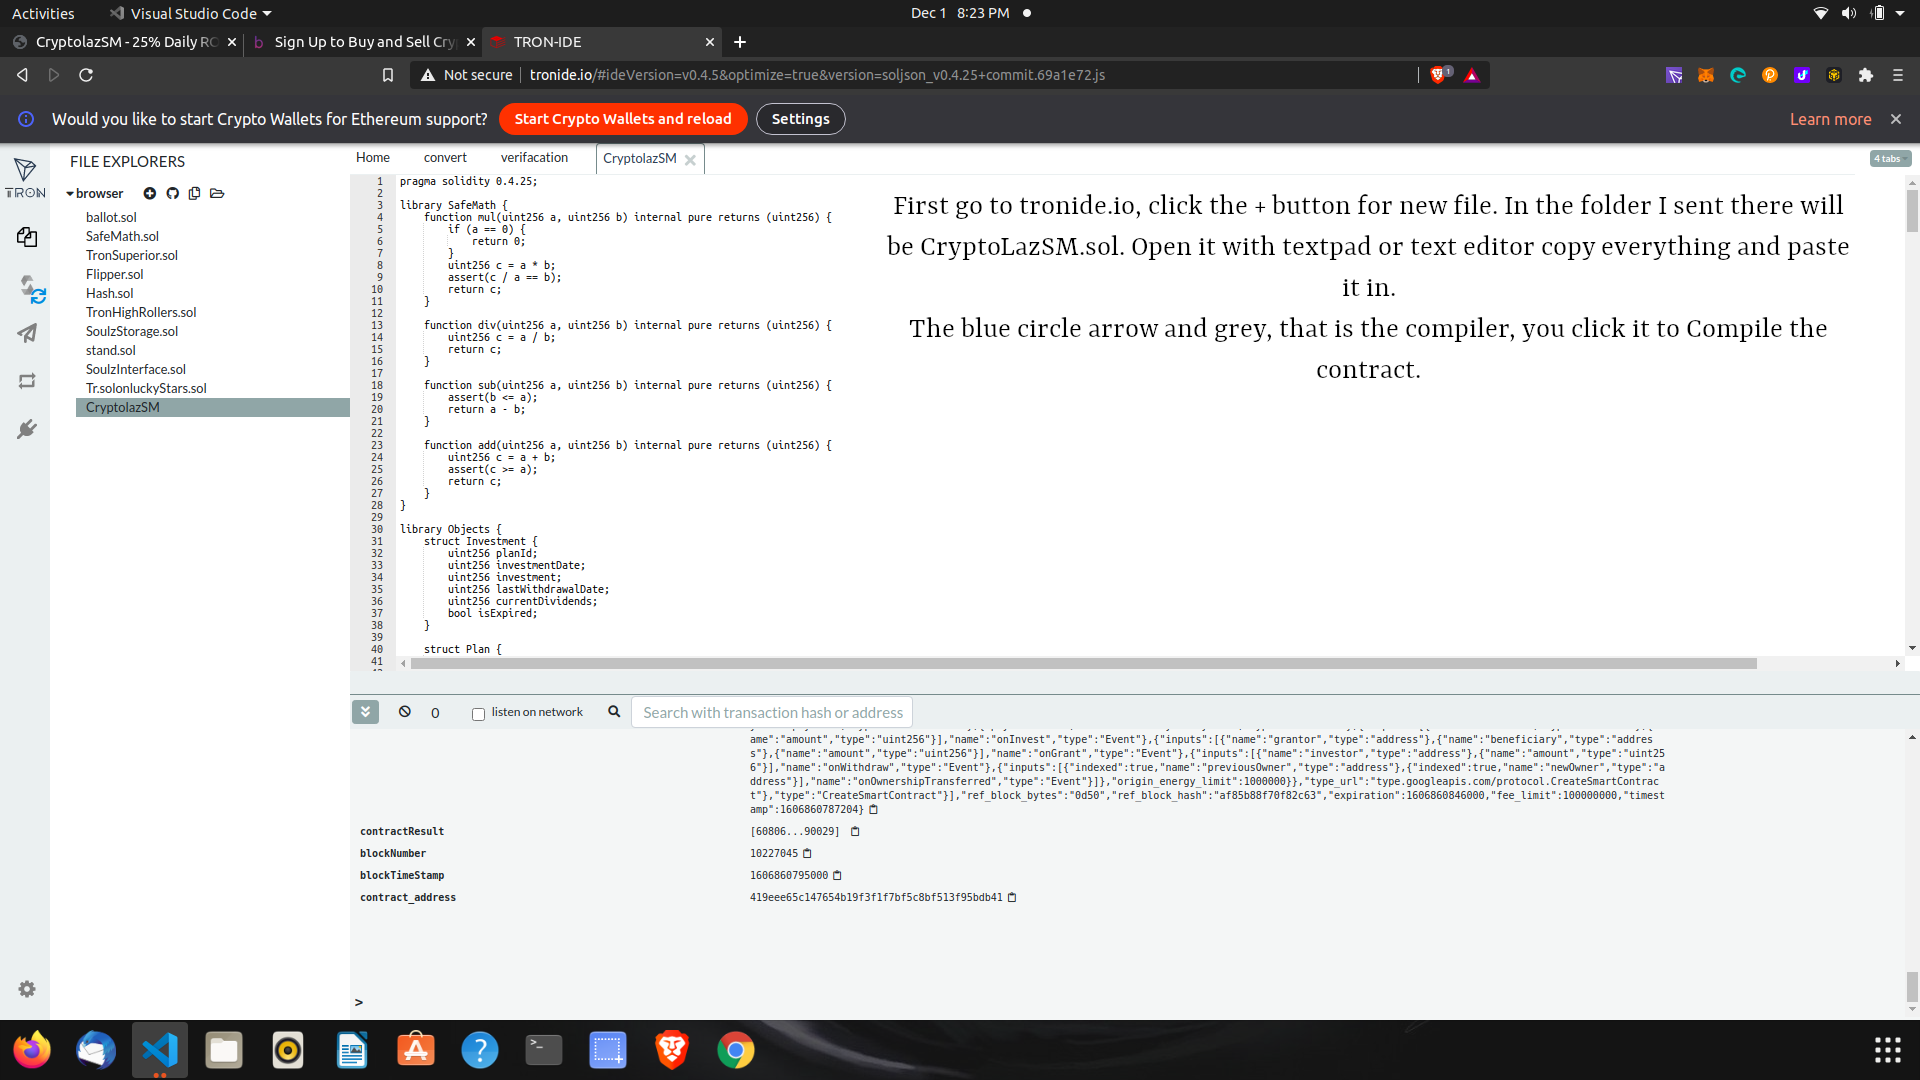 Activities
Visual Studio Code
Dec 1 8:23 PM
CryptolazSM - 25% Daily RO
Sign Up to Buy and Sell Cry
TRON-IDE
Not secure
tronide.io/#ideVersion=v0.4.5&optimize=true&version=soljson_v0.4.25+commit.69a1e72.js
1
Would you like to start Crypto Wallets for Ethereum support?
Start Crypto Wallets and reload
Settings
Learn more
TRON
FILE EXPLORERS
browser
ballot.sol
SafeMath.sol
TronSuperior.sol
Flipper.sol
Hash.sol
TronHighRollers.sol
SoulzStorage.sol
stand.sol
SoulzInterface.sol
Tr.solonluckyStars.sol
CryptolazSM
Home
convert
verifacation
CryptolazSM
4 tabs
1 pragma solidity 0.4.25;
2
3 library SafeMath {
4 function mul(uint256 a, uint256 b) internal pure returns (uint256) {
5 if (a == 0) {
6 return 0;
7 }
8 uint256 c = a * b;
9 assert(c / a == b);
10 return c;
11 }
12
13 function div(uint256 a, uint256 b) internal pure returns (uint256) {
14 uint256 c = a / b;
15 return c;
16 }
17
18 function sub(uint256 a, uint256 b) internal pure returns (uint256) {
19 assert(b <= a);
20 return a - b;
21 }
22
23 function add(uint256 a, uint256 b) internal pure returns (uint256) {
24 uint256 c = a + b;
25 assert(c >= a);
26 return c;
27 }
28 }
29
30 library Objects {
31 struct Investment {
32 uint256 planId;
33 uint256 investmentDate;
34 uint256 investment;
35 uint256 lastWithdrawalDate;
36 uint256 currentDividends;
37 bool isExpired;
38 }
39
40 struct Plan {
41
First go to tronide.io, click the + button for new file. In the folder I sent there will
be CryptoLazSM.sol. Open it with textpad or text editor copy everything and paste
it in.
The blue circle arrow and grey, that is the compiler, you click it to Compile the
contract.
0
listen on network
Search with transaction hash or address
ame":"amount","type":"uint256"}],"name":"onInvest","type":"Event"},{"inputs":[{"name":"grantor","type":"address"},{"name":"beneficiary","type":"addres
s"},{"name":"amount","type":"uint256"}],"name":"onGrant","type":"Event"},{"inputs":[{"name":"investor","type":"address"},{"name":"amount","type":"uint25
6"}],"name":"onWithdraw","type":"Event"},{"inputs":[{"indexed":true,"name":"previousOwner","type":"address"},{"indexed":true,"name":"newOwner","type":"a
ddress"}],"name":"onOwnershipTransferred","type":"Event"}]},"origin_energy_limit":1000000}},"type_url":"type.googleapis.com/protocol.CreateSmartContrac
t"},"type":"CreateSmartContract"}],"ref_block_bytes":"0d50","ref_block_hash":"af85b88f70f82c63","expiration":1606860846000,"fee_limit":100000000,"timest
amp":1606860787204}
contractResult [60806...90029]
blockNumber 10227045
blockTimeStamp 1606860795000
contract_address 419eee65c147654b19f3f1f7bf5c8bf513f95bdb41
>